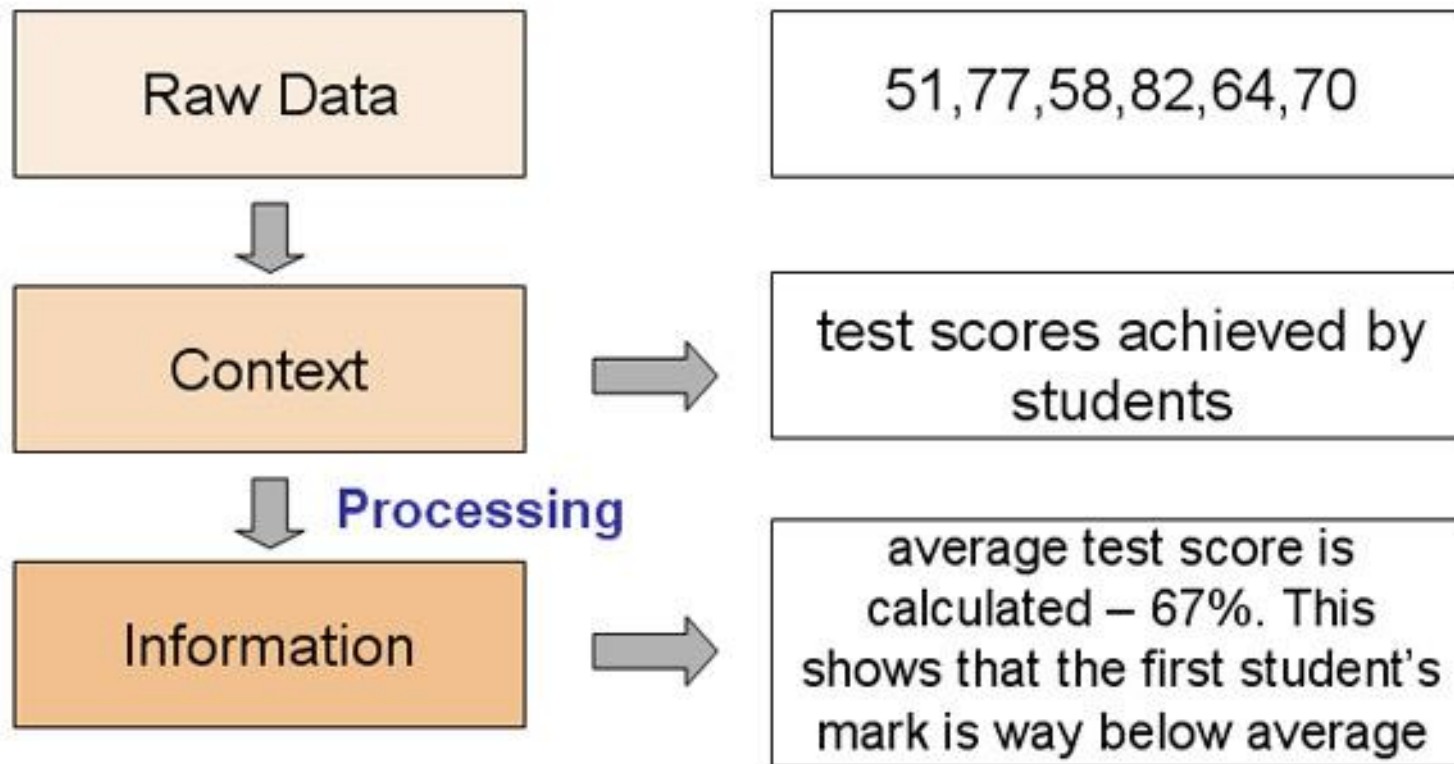 Raw Data
51,77,58,82,64,70
Context
test scores achieved by
students
Processing
Information
average test score is
calculated – 67%. This
shows that the first student's
mark is way below average